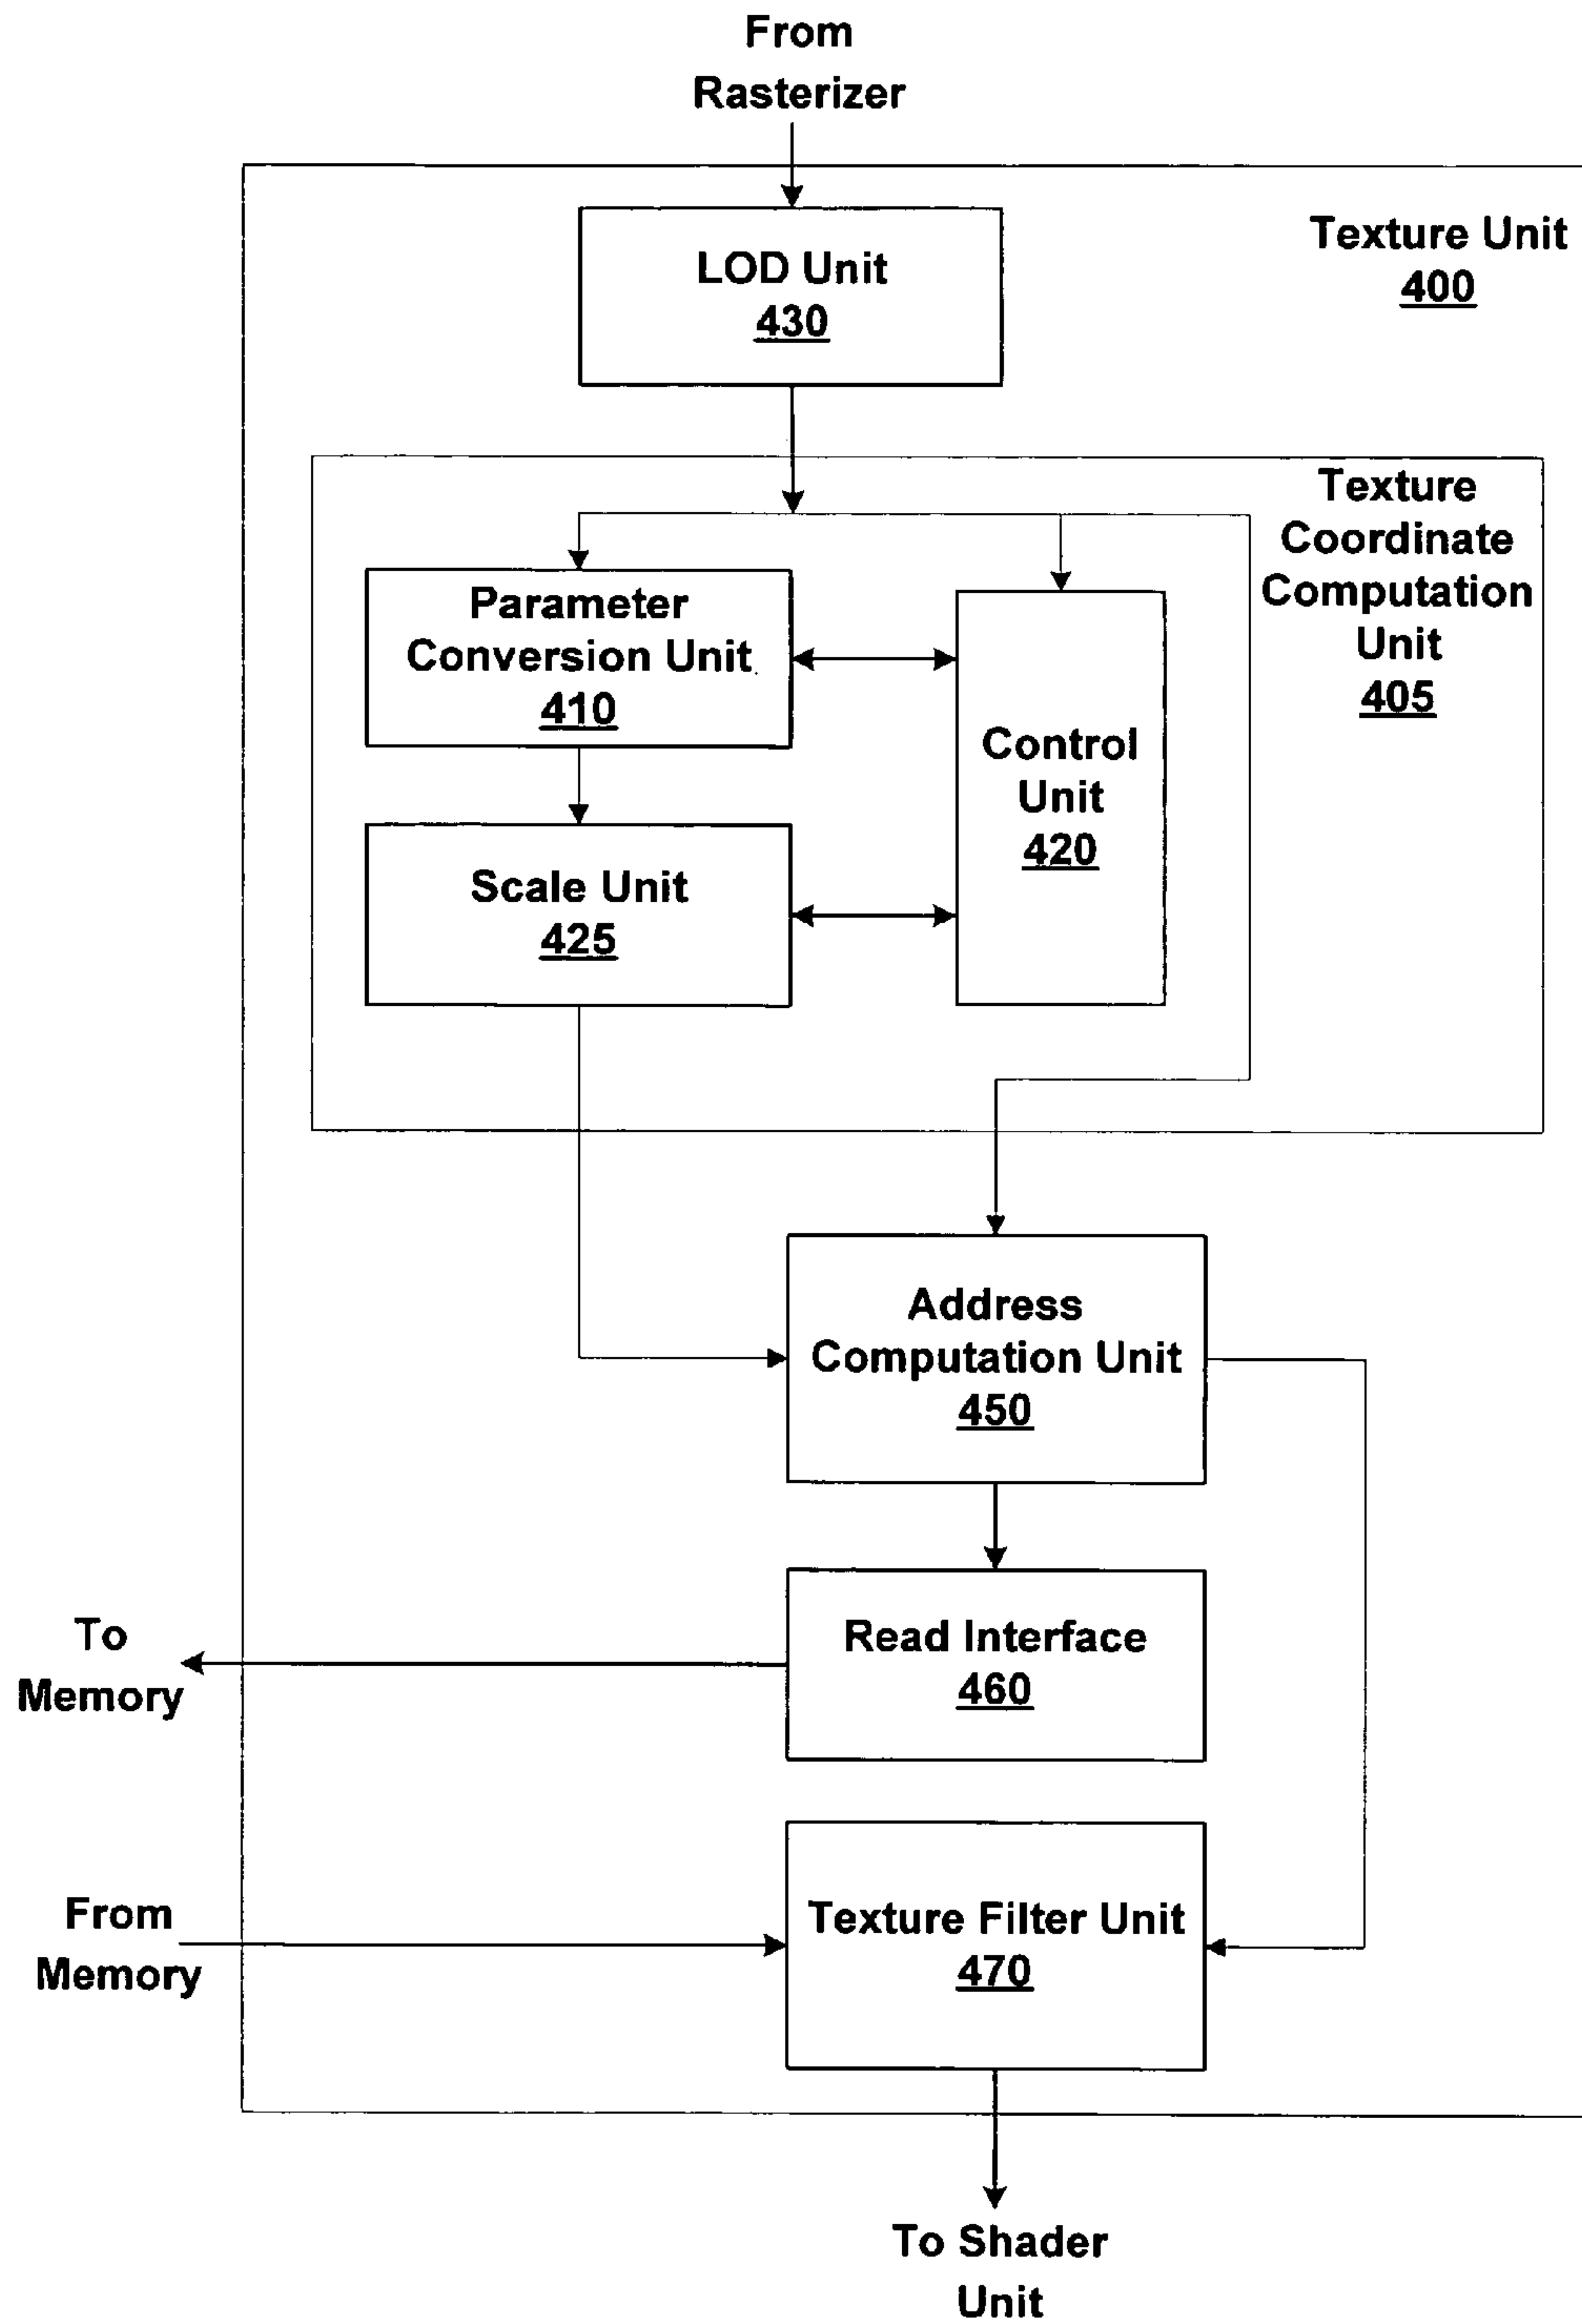 From
Rasterizer
LOD Unit
430
Texture Unit
400
Texture
Coordinate
Computation
Unit
405
Parameter
Conversion Unit
410
Control
Unit
420
Scale Unit
425
Address
Computation Unit
450
To
Memory
Read Interface
460
From
Memory
Texture Filter Unit
470
To Shader
Unit